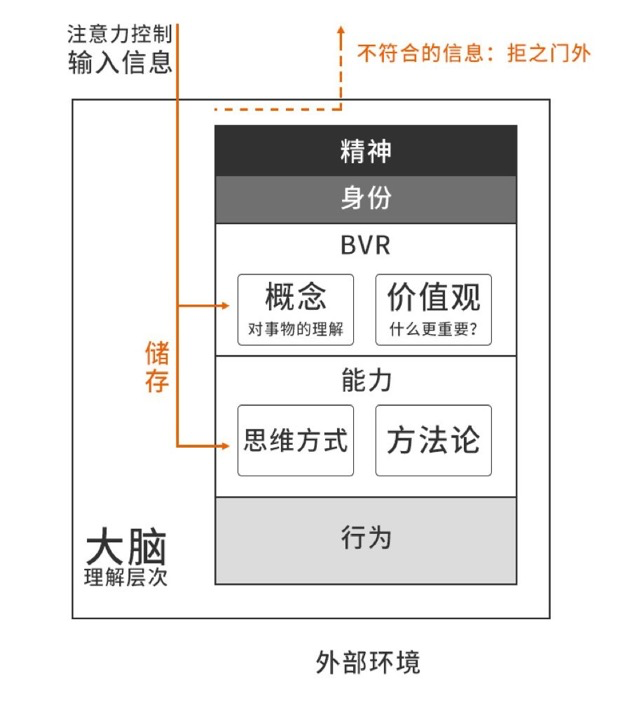 注意力控制
输入信息
不符合的信息：拒之门外
精神
身份
BVR
概念
对事物的理解
价值观
什么更重要？
储存
能力
思维方式
方法论
行为
大脑
理解层次
外部环境